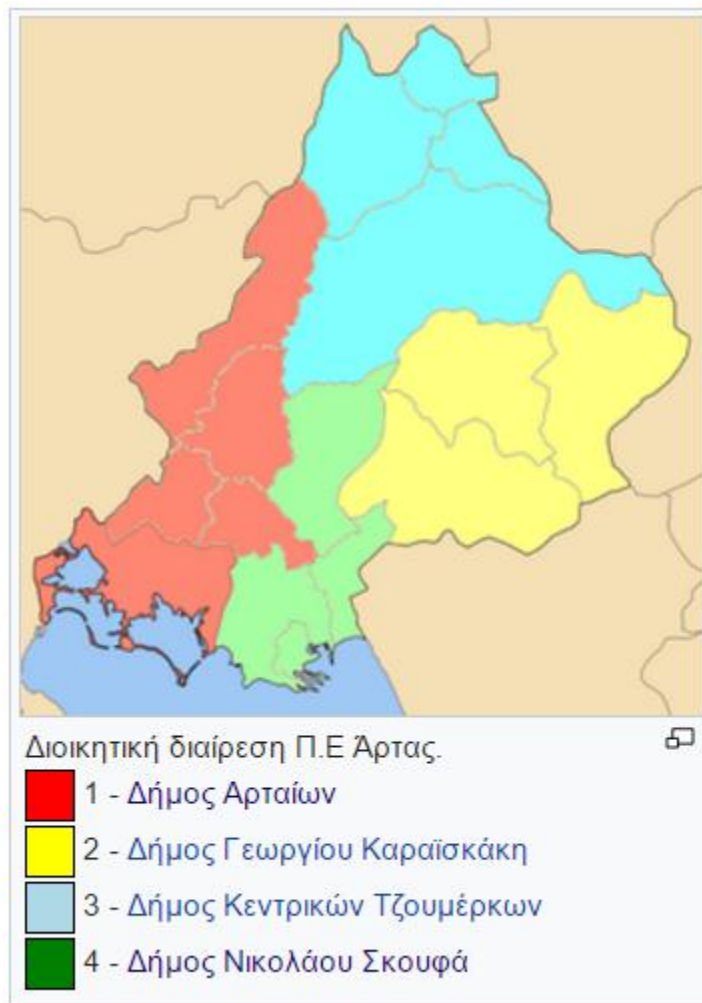 Διοικητική διαίρεση Π.Ε Άρτας.
1 - Δήμος Αρταίων
2 - Δήμος Γεωργίου Καραϊσκάκη
3 - Δήμος Κεντρικών Τζουμέρκων
4 - Δήμος Νικολάου Σκουφά